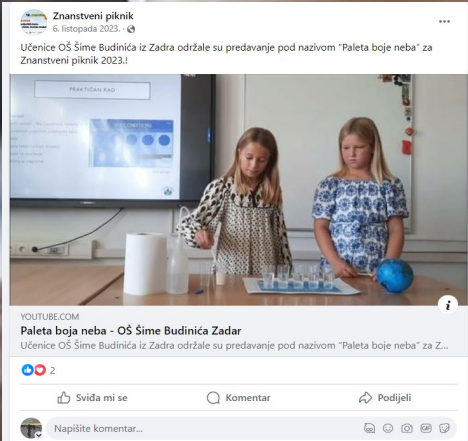 Znanstveni piknik
6. listopada 2023. ·
Učenice OŠ Šime Budinića iz Zadra održale su predavanje pod nazivom "Paleta boje neba" za
Znanstveni piknik 2023.!
PRAKTIČAN RAD
YOUTUBE.COM
Paleta boja neba - OŠ Šime Budinića Zadar
Učenice OŠ Šime Budinića iz Zadra održale su predavanje pod nazivom "Paleta boje neba" za Z...
2
Sviđa mi se
Komentar
Podijeli
Napišite komentar...